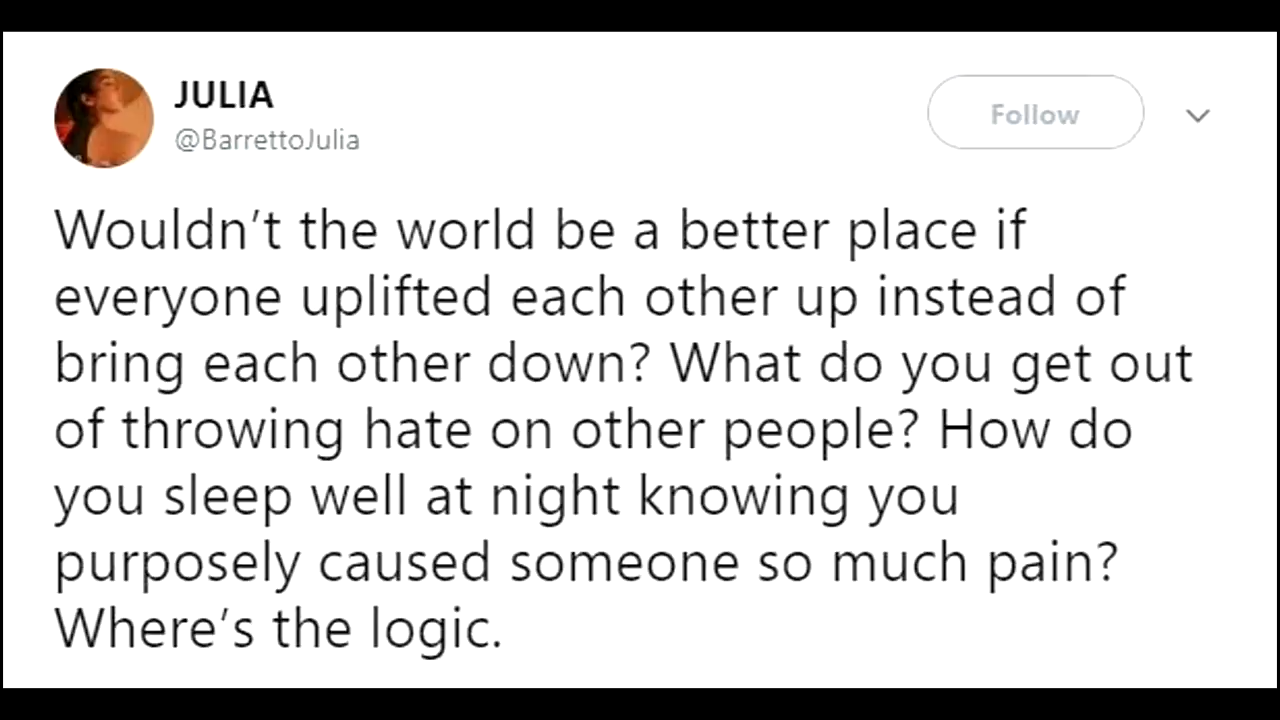 JULIA
@BarrettoJulia
Follow
Wouldn’t the world be a better place if
everyone uplifted each other up instead of
bring each other down? What do you get out
of throwing hate on other people? How do
you sleep well at night knowing you
purposely caused someone so much pain?
Where’s the logic.